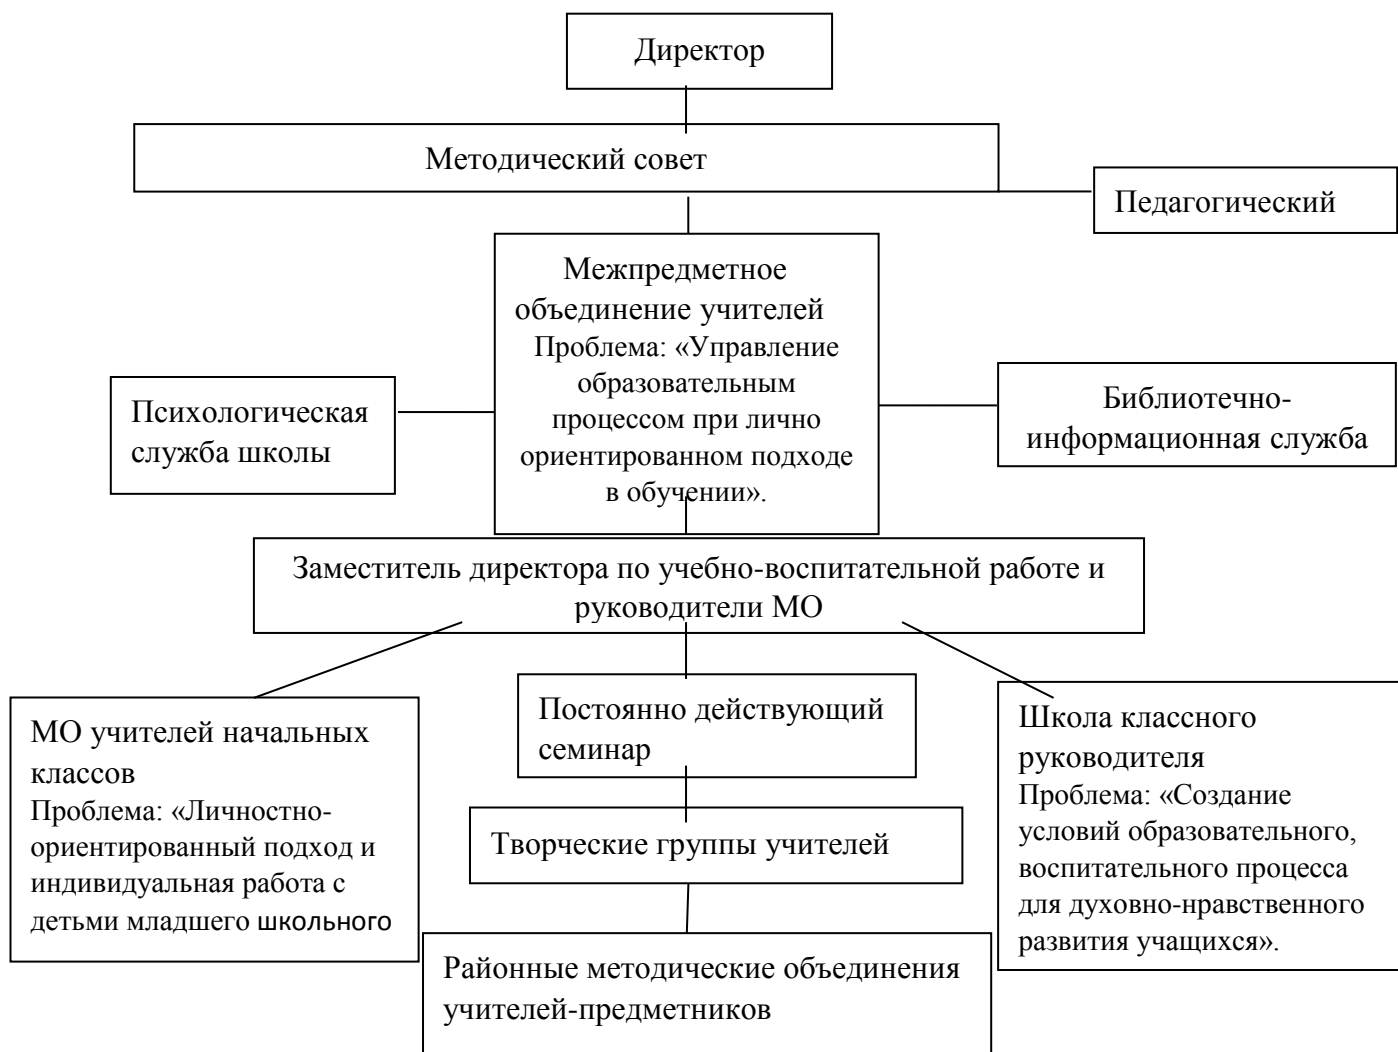 Директор
Методический совет
Педагогический
Межпредметное
объединение учителей
Проблема: «Управление
образовательным
процессом при лично
ориентированном подходе
в обучении».
Психологическая
служба школы
Библиотечно-
информационная служба
Заместитель директора по учебно-воспитательной работе и
руководители МО
МО учителей начальных
классов
Проблема: «Личностно-
ориентированный подход и
индивидуальная работа с
детьми младшего школьного
Постоянно действующий
семинар
Творческие группы учителей
Районные методические объединения
учителей-предметников
Школа классного
руководителя
Проблема: «Создание
условий образовательного,
воспитательного процесса
для духовно-нравственного
развития учащихся».